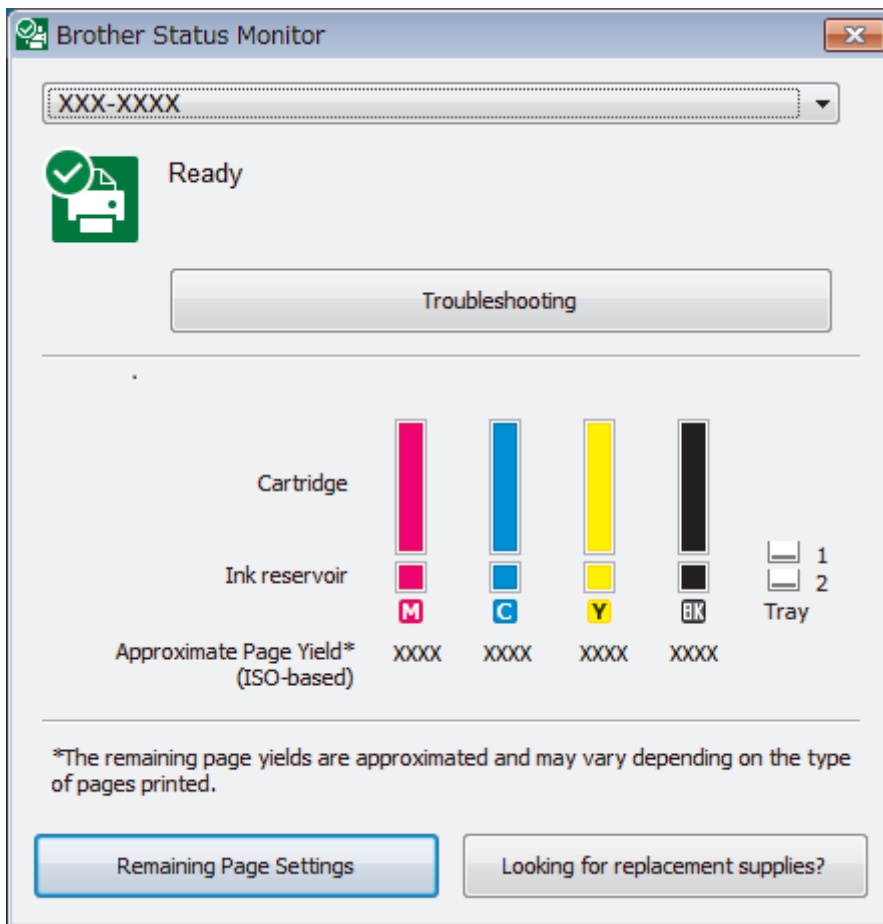 Brother Status Monitor
XXX-XXXX
Ready
Troubleshooting
Cartridge
Ink reservoir
1
2
M C Y BK Tray
Approximate Page Yield* XXXX XXXX XXXX XXXX
(ISO-based)
*The remaining page yields are approximated and may vary depending on the type
of pages printed.
Remaining Page Settings
Looking for replacement supplies?